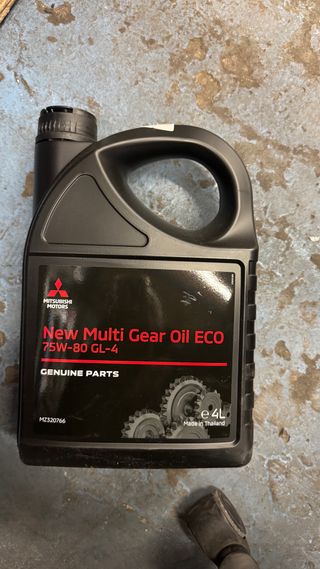 MITSUBISHI
MOTORS
New Multi Gear Oil ECO
75W-80 GL-4
GENUINE PARTS
MZ320766
e 4L
Made in Thailand